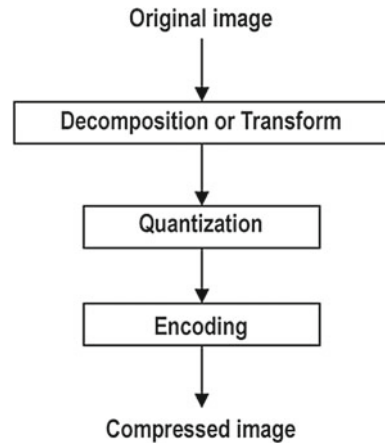 Original image
Decomposition or Transform
Quantization
Encoding
Compressed image